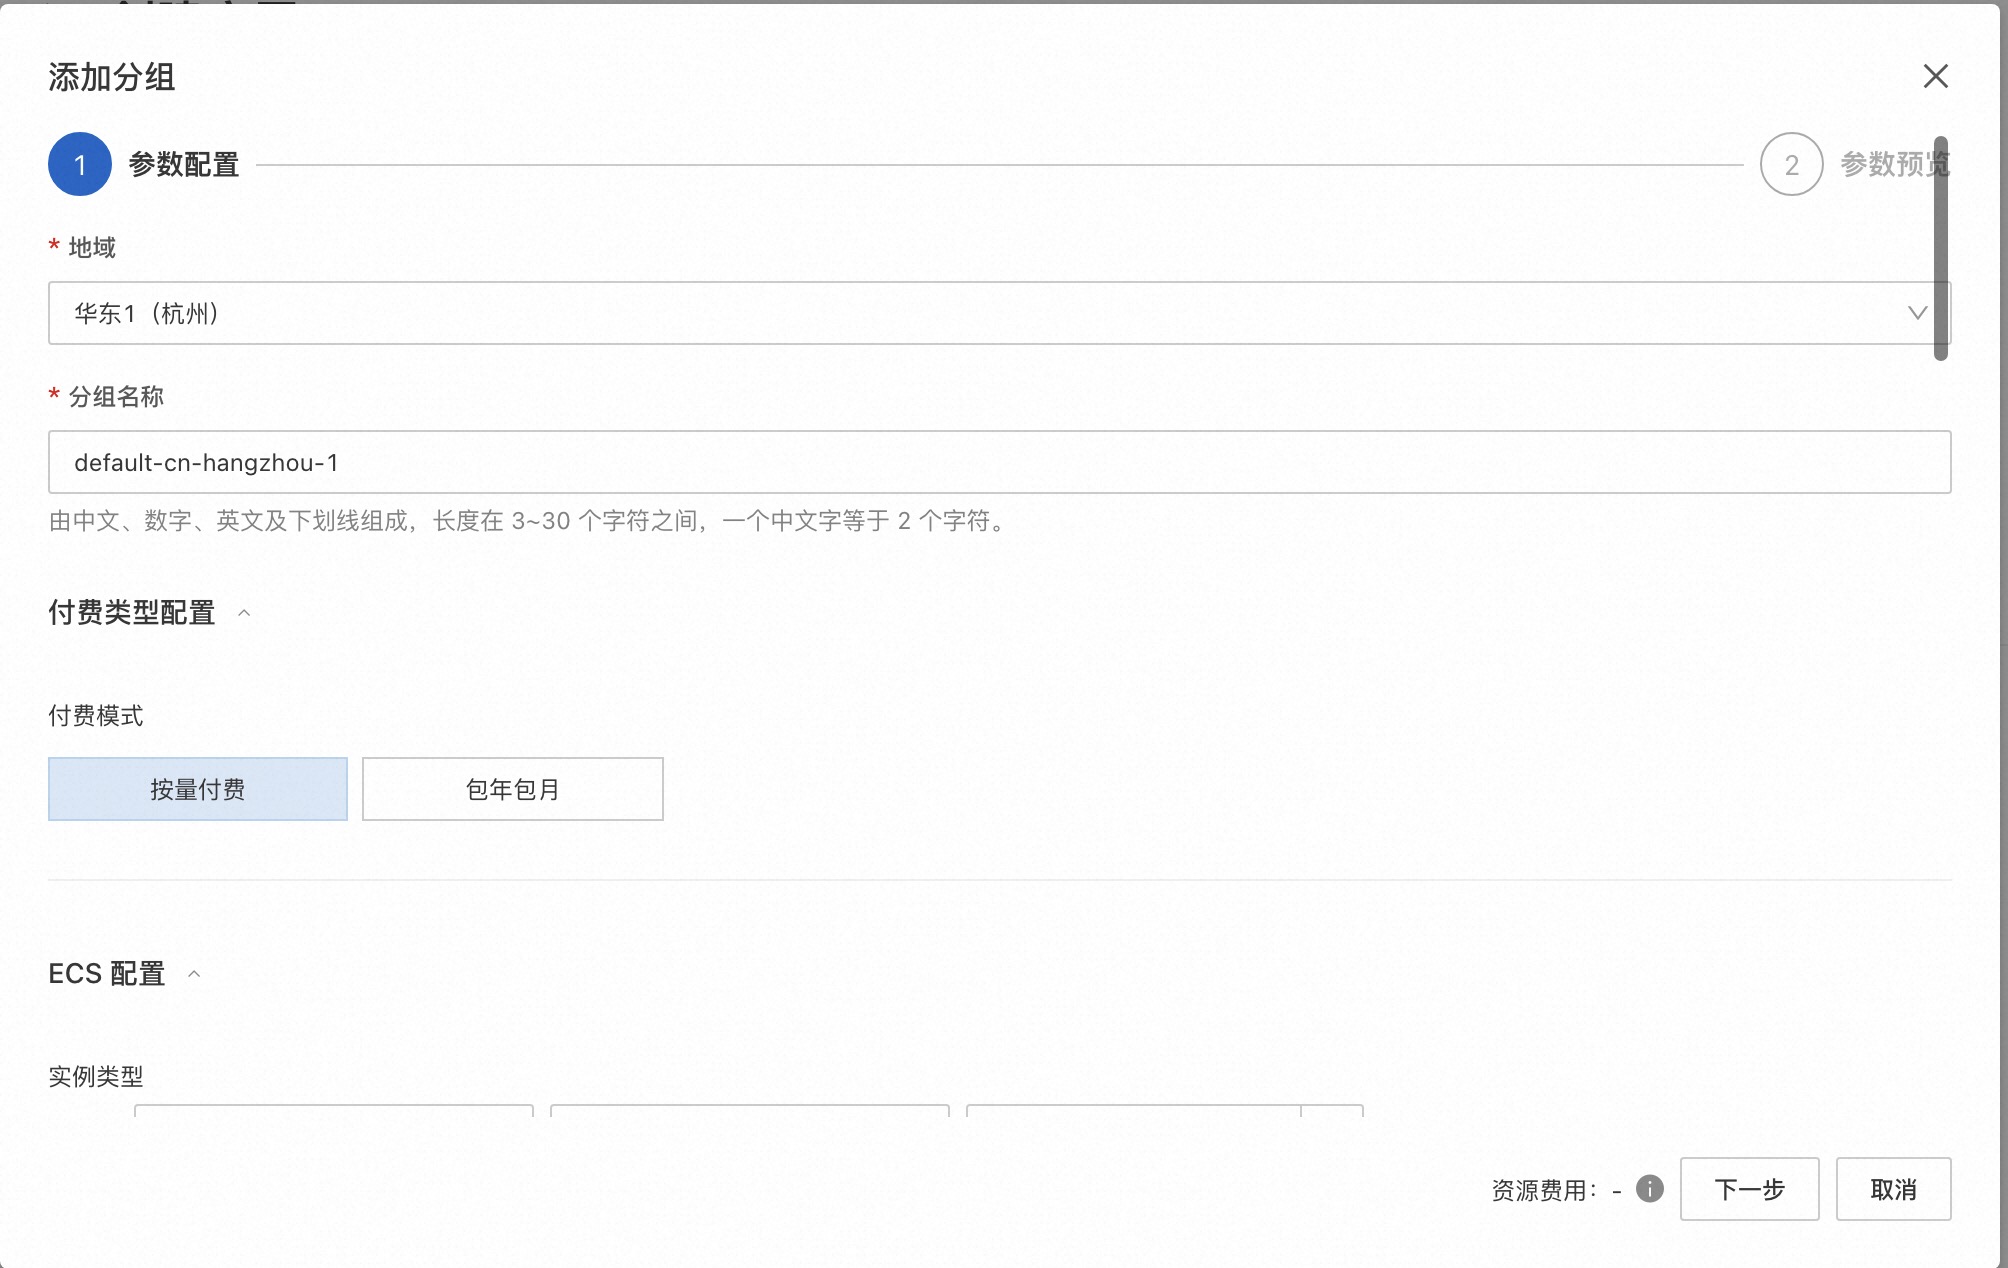 添加分组
1 参数配置
2 参数预览
* 地域
华东1（杭州）
* 分组名称
default-cn-hangzhou-1
由中文、数字、英文及下划线组成，长度在 3~30 个字符之间，一个中文字等于 2 个字符。
付费类型配置
付费模式
按量付费
包年包月
ECS 配置
实例类型
资源费用： -
下一步
取消